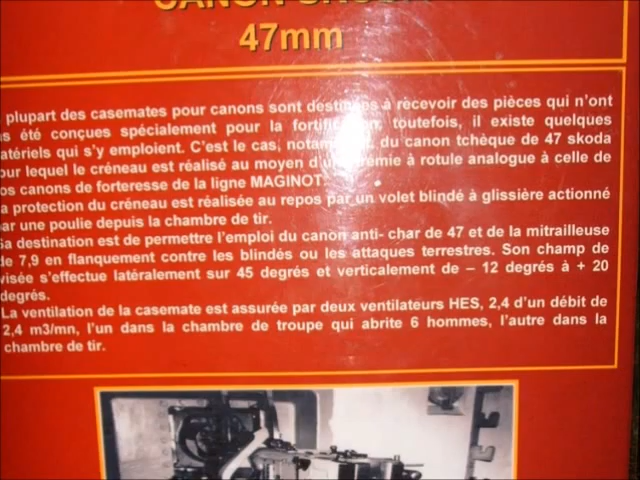 CANON
47mm
plupart des casemates pour canons sont destinées à recevoir des pièces qui n'ont
été conçues spécialement pour la toutefois, il existe quelques
qui s'y emploient. C'est le cas, du canon tchèque de 47 skoda
lequel le créneau est réalisé au moyen à rotule analogue à celle de
canons de forteresse de la ligne MAGINOT
a protection du créneau est réalisée au repos par un volet blindé à glissière actionné
ar une poulie depuis la chambre de tir.
Sa destination est de permettre l'emploi du canon anti- char de 47 et de la mitrailleuse
de 7,9 en flanquement contre les blindés ou les attaques terrestres. Son champ de
visée s'effectue latéralement sur 45 degrés et verticalement de – 12 degrés à + 20
degrés.
La ventilation de la casemate est assurée par deux ventilateurs HES, 2,4 d'un débit de
2,4 m3/mn, l'un dans la chambre de troupe qui abrite 6 hommes, l'autre dans la
chambre de tir.